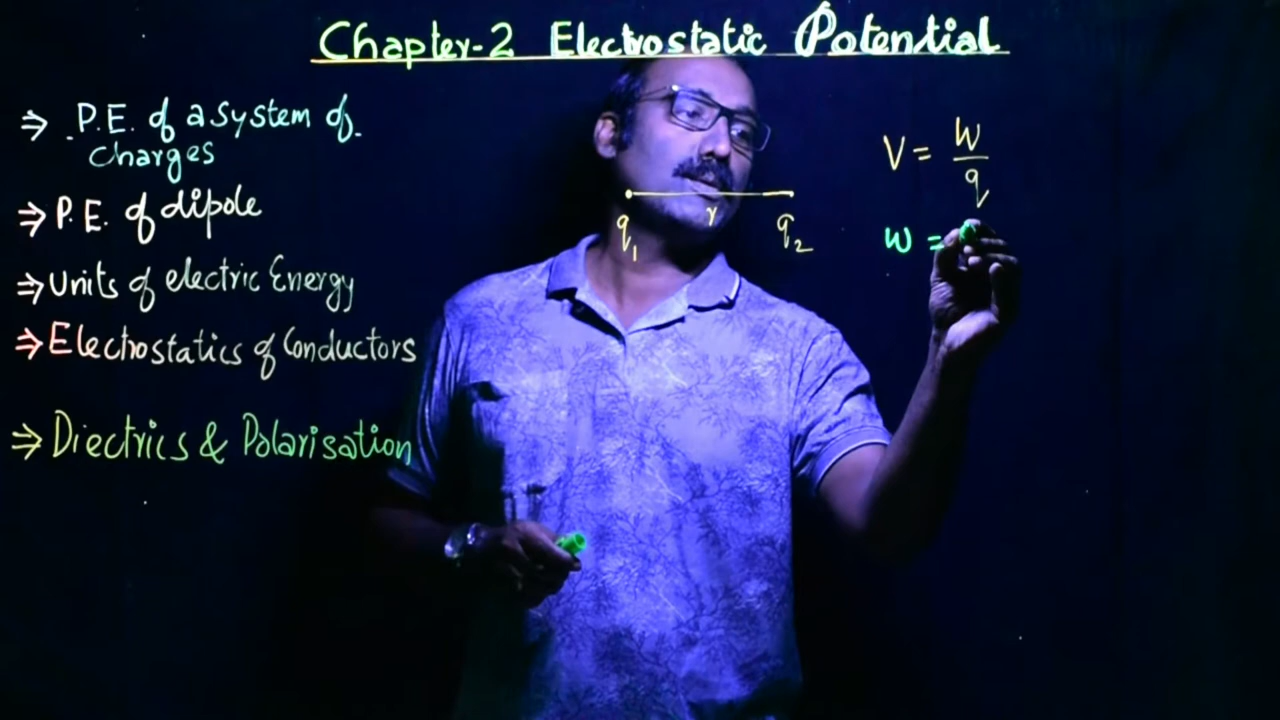 Chapter-2 Electrostatic Potential
⇒ P.E. of a System of
Charges
⇒ P.E. of dipole
⇒ Units of electric Energy
⇒ Electrostatics of Conductors
⇒ Diectrics & Polarisation
q₁ r q₂
V = W/q
W =